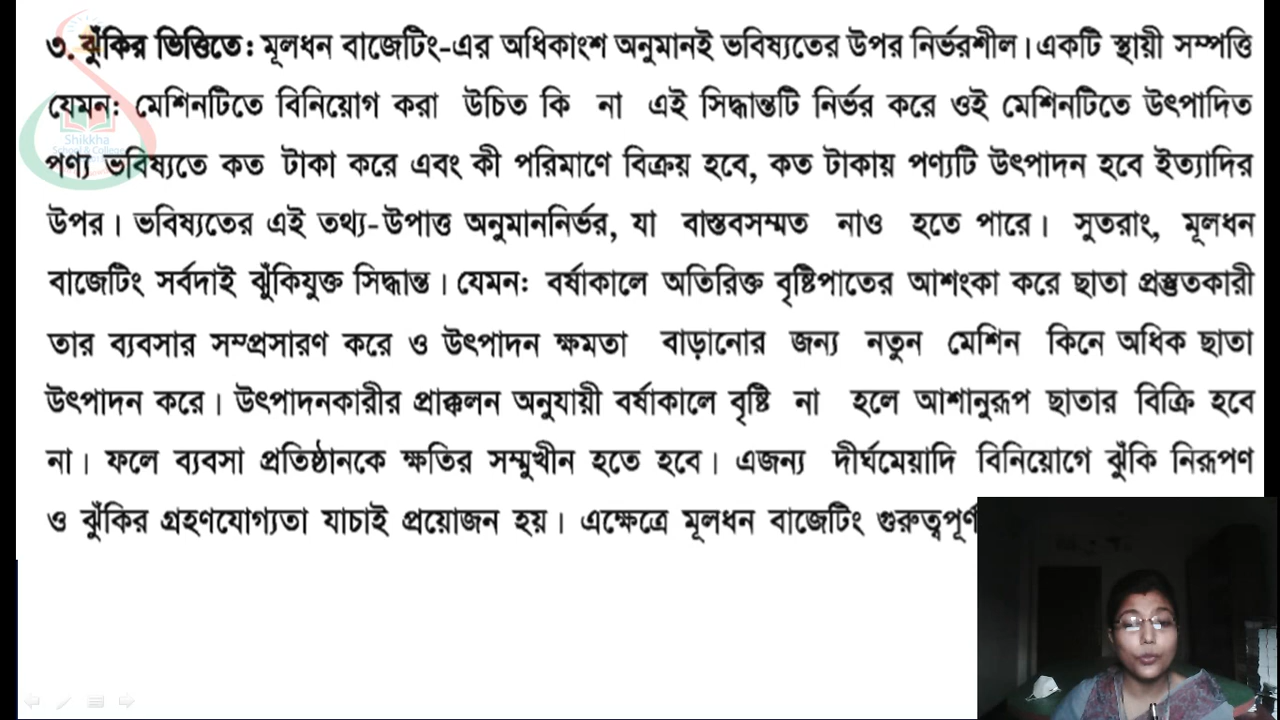 ৩. ঝুঁকির ভিত্তিতে: মূলধন বাজেটিং-এর অধিকাংশ অনুমানই ভবিষ্যতের উপর নির্ভরশীল। একটি স্থায়ী সম্পত্তি
যেমন: মেশিনটিতে বিনিয়োগ করা উচিত কি না এই সিদ্ধান্তটি নির্ভর করে ওই মেশিনটিতে উৎপাদিত
Shikkha
School & College
পণ্য ভবিষ্যতে কত টাকা করে এবং কী পরিমাণে বিক্রয় হবে, কত টাকায় পণ্যটি উৎপাদন হবে ইত্যাদির
উপর। ভবিষ্যতের এই তথ্য-উপাত্ত অনুমাননির্ভর, যা বাস্তবসম্মত নাও হতে পারে। সুতরাং, মূলধন
বাজেটিং সর্বদাই ঝুঁকিযুক্ত সিদ্ধান্ত। যেমন: বর্ষাকালে অতিরিক্ত বৃষ্টিপাতের আশংকা করে ছাতা প্রস্তুতকারী
তার ব্যবসার সম্প্রসারণ করে ও উৎপাদন ক্ষমতা বাড়ানোর জন্য নতুন মেশিন কিনে অধিক ছাতা
উৎপাদন করে। উৎপাদনকারীর প্রাক্কলন অনুযায়ী বর্ষাকালে বৃষ্টি না হলে আশানুরূপ ছাতার বিক্রি হবে
না। ফলে ব্যবসা প্রতিষ্ঠানকে ক্ষতির সম্মুখীন হতে হবে। এজন্য দীর্ঘমেয়াদি বিনিয়োগে ঝুঁকি নিরূপণ
ও ঝুঁকির গ্রহণযোগ্যতা যাচাই প্রয়োজন হয়। এক্ষেত্রে মূলধন বাজেটিং গুরুত্বপূর্ণ